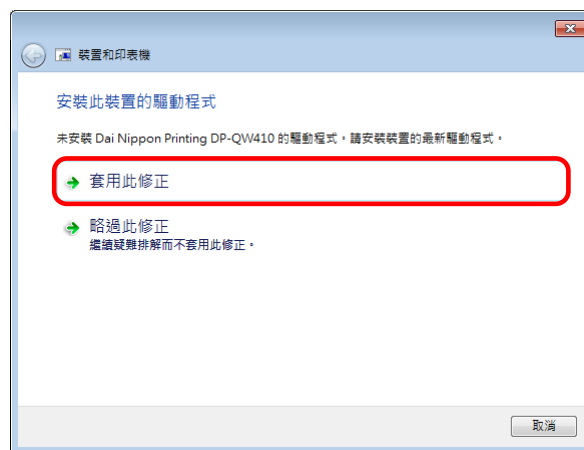 裝置和印表機
安裝此裝置的驅動程式
未安裝 Dai Nippon Printing DP-QW410 的驅動程式。請安裝裝置的最新驅動程式。
套用此修正
略過此修正
繼續疑難排解而不套用此修正。
取消